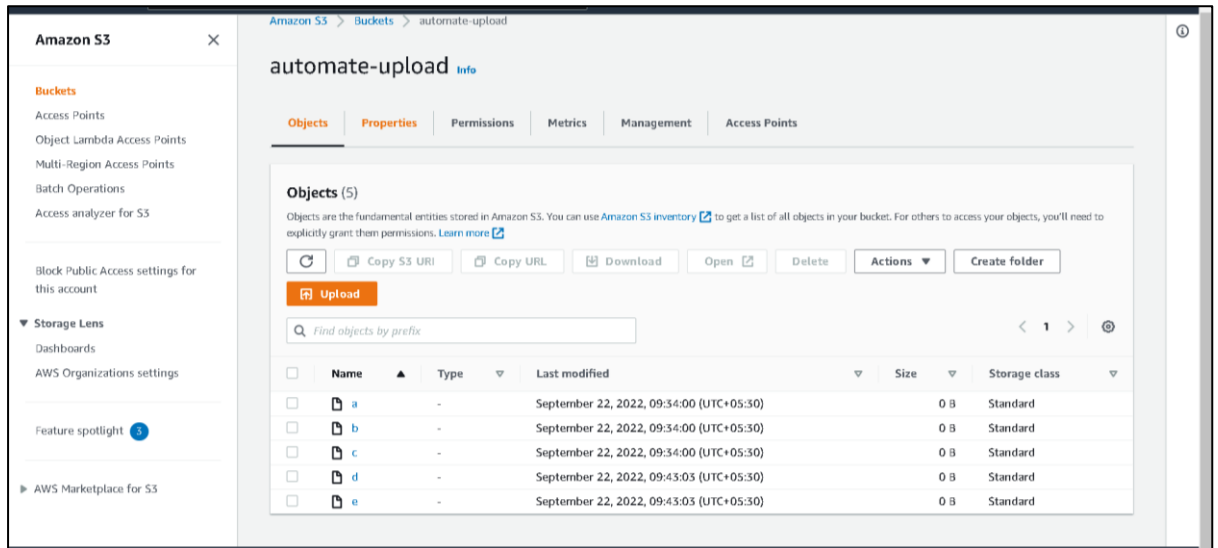 Amazon S3 > Buckets > automate-upload
Amazon S3
automate-upload Info
Buckets
Access Points
Object Lambda Access Points
Multi-Region Access Points
Batch Operations
Access analyzer for S3
Block Public Access settings for
this account
Storage Lens
Dashboards
AWS Organizations settings
Feature spotlight 3
AWS Marketplace for S3
Objects Properties Permissions Metrics Management Access Points
Objects (5)
Objects are the fundamental entities stored in Amazon S3. You can use Amazon S3 inventory to get a list of all objects in your bucket. For others to access your objects, you'll need to
explicitly grant them permissions. Learn more
Copy S3 URI Copy URL Download Open Delete Actions Create folder
Upload
Find objects by prefix
1
Name Type Last modified Size Storage class
a - September 22, 2022, 09:34:00 (UTC+05:30) 0 B Standard
b - September 22, 2022, 09:34:00 (UTC+05:30) 0 B Standard
c - September 22, 2022, 09:34:00 (UTC+05:30) 0 B Standard
d - September 22, 2022, 09:43:03 (UTC+05:30) 0 B Standard
e - September 22, 2022, 09:43:03 (UTC+05:30) 0 B Standard